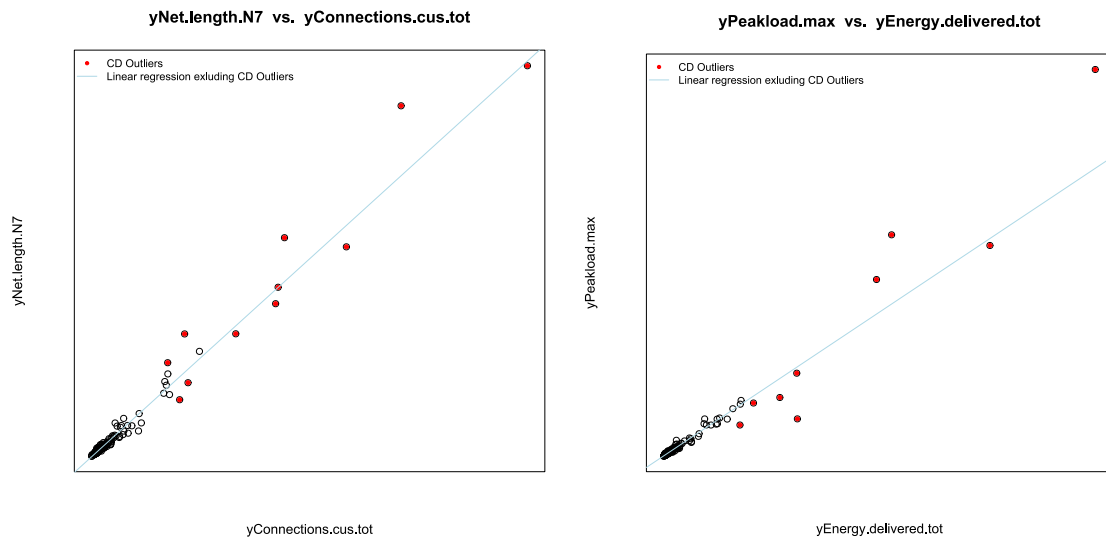 yNet.length.N7 vs. yConnections.cus.tot
CD Outliers
Linear regression exluding CD Outliers
yNet.length.N7
yConnections.cus.tot
yPeakload.max vs. yEnergy.delivered.tot
CD Outliers
Linear regression exluding CD Outliers
yPeakload.max
yEnergy.delivered.tot